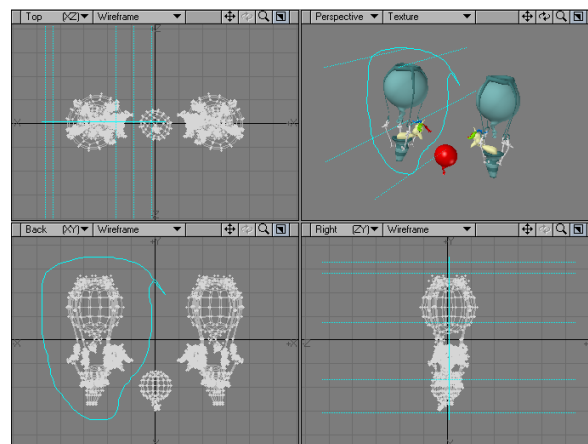 Top (XZ) Wireframe
Perspective Texture
-X X
-Z
Back (XY) Wireframe
Right (ZY) Wireframe
+Y +Y
+X Z
-Y -Y